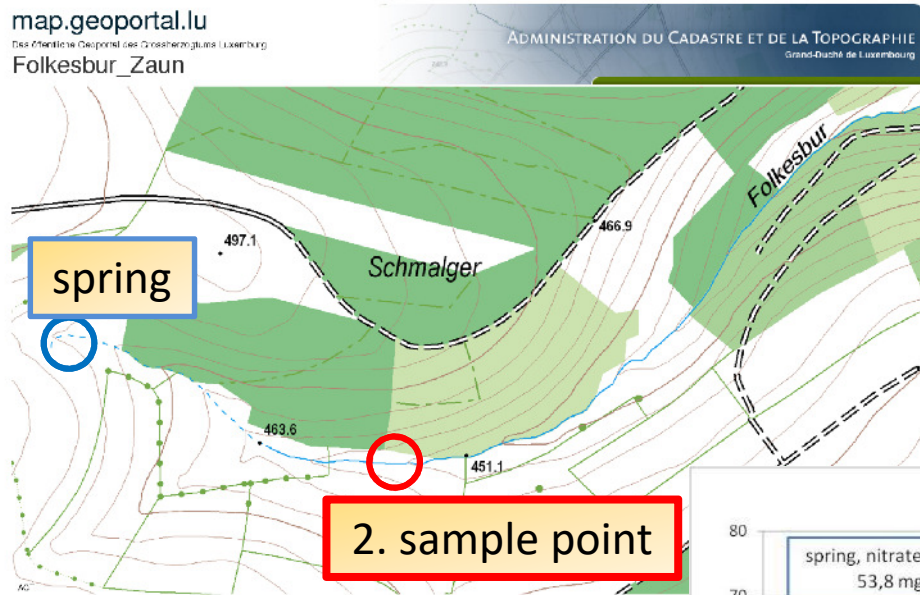 map.geoportal.lu
Das öffentliche Geoportal des Grossherzogtums Luxemburg
Folkesbur_Zaun
ADMINISTRATION DU CADASTRE ET DE LA TOPOGRAPHIE
Grand-Duché de Luxembourg
Folkesbur
466.9
497.1
Schmalger
spring
463.6
451.1
2. sample point
80
spring, nitrate
53,8 mg
70